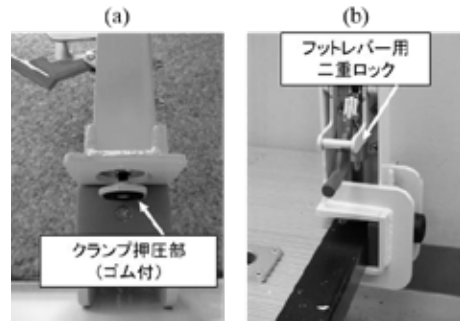 (a)
(b)
フットレバー用
二重ロック
クランプ押圧部
(ゴム付)